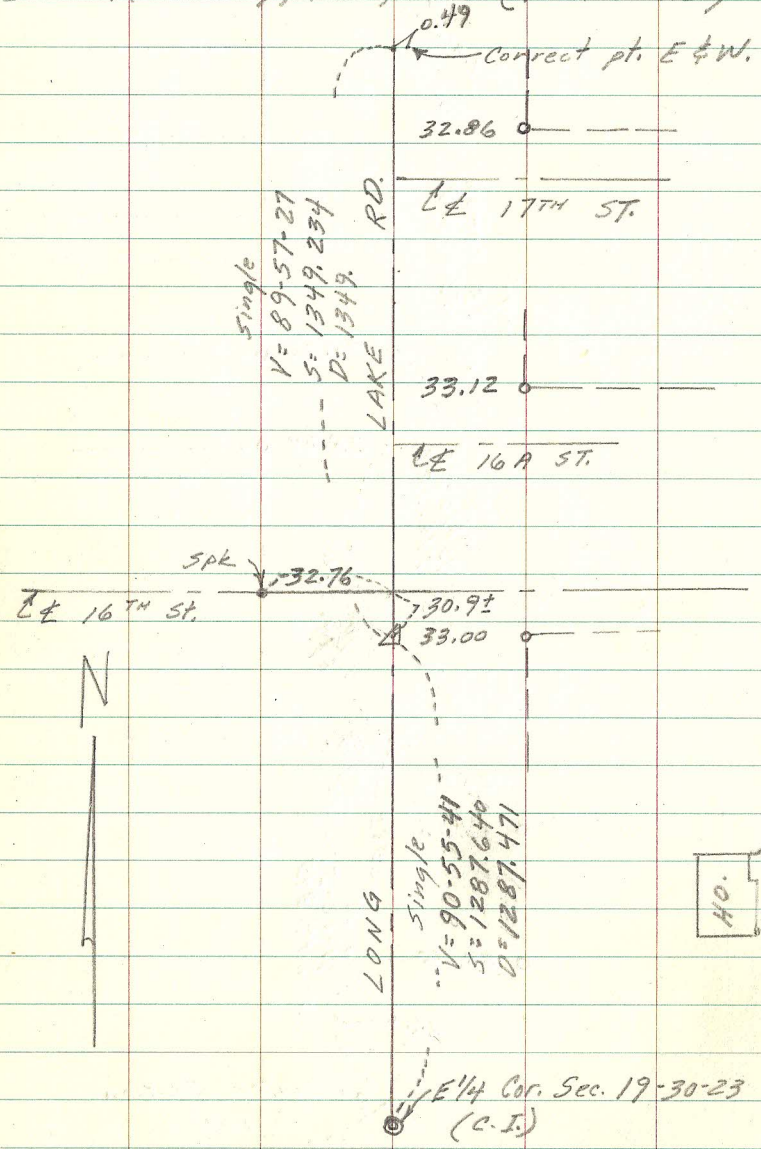 0.49
Correct pt. E & W.
32.86
℄ 17TH ST.
Single
V= 89-57-27
S= 1349.234
D= 1349.
LAKE RD.
33.12
℄ 16A ST.
Spk
32.76
℄ 16TH St.
30.9±
33.00
N
Single
V= 90-55-41
S= 1287.640
D= 1287.471
LONG
HO.
E 1/4 Cor. Sec. 19-30-23
(C.I.)